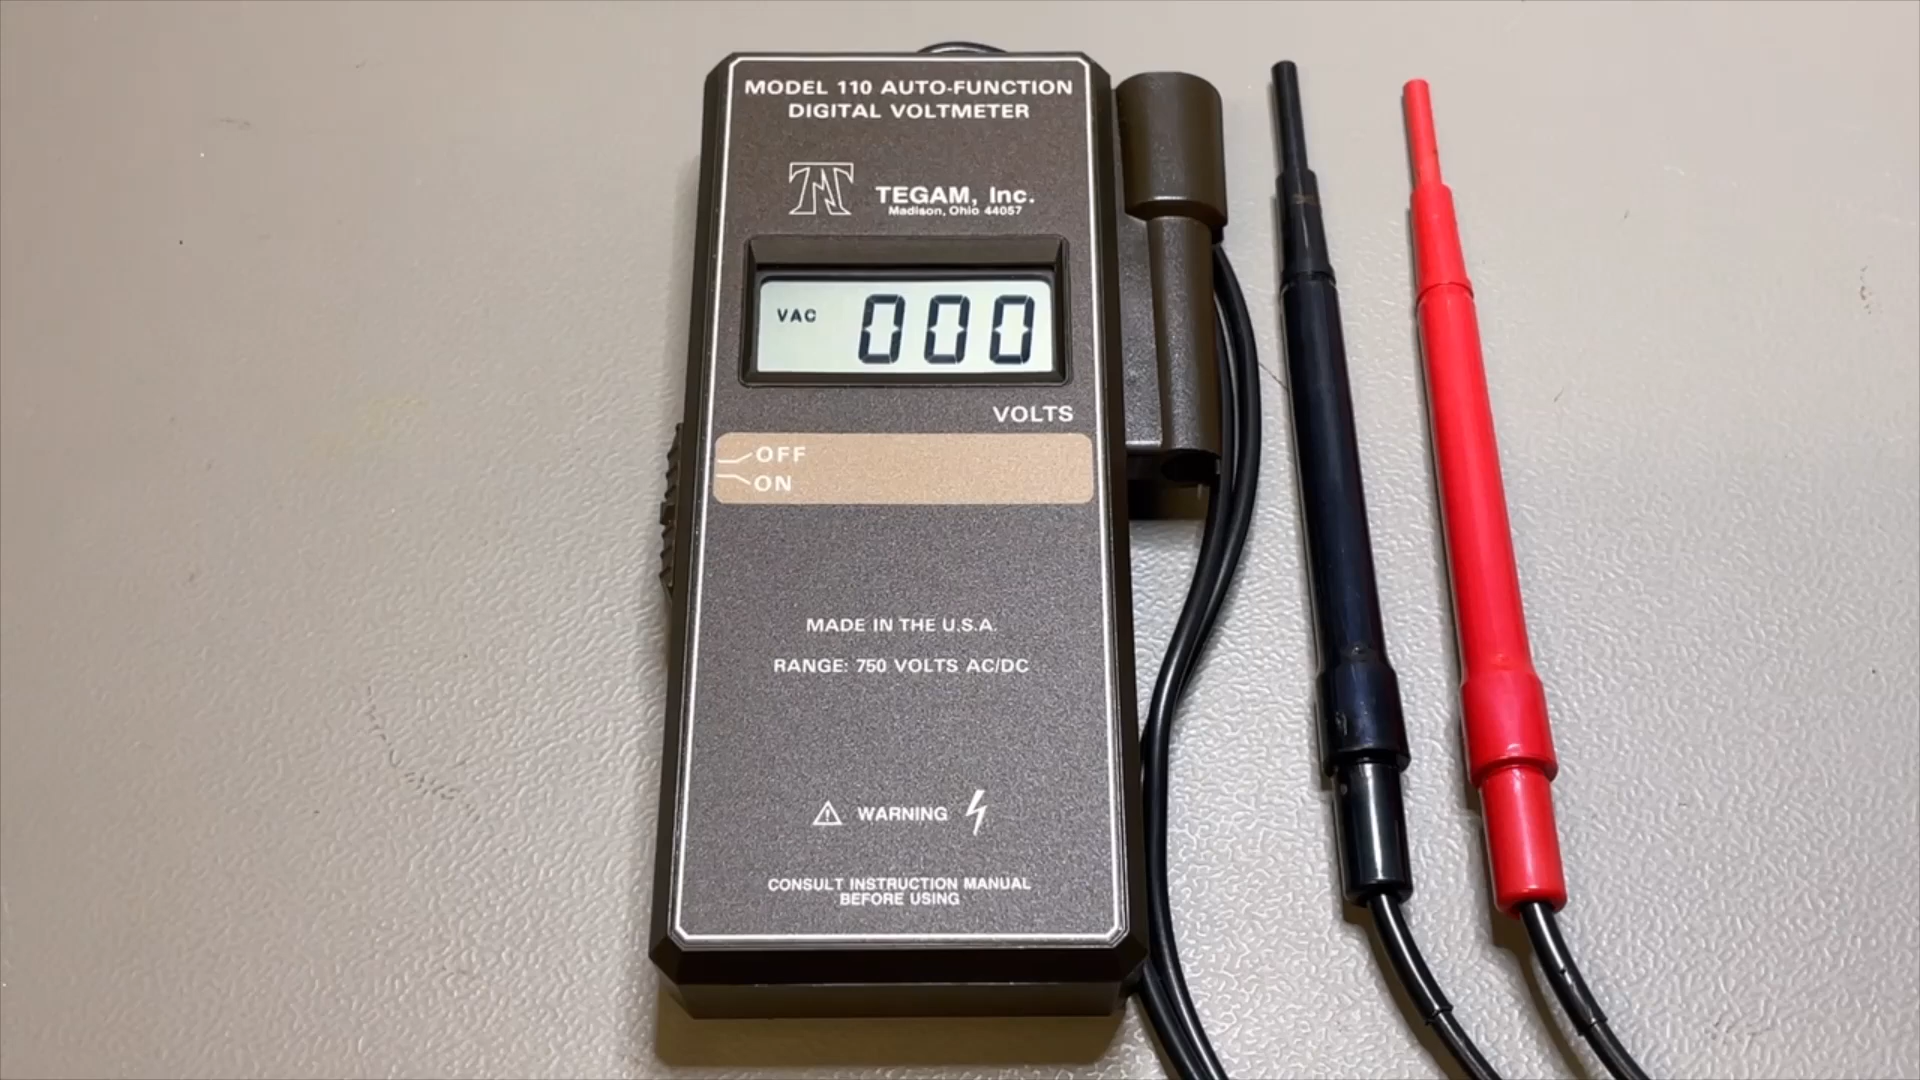 MODEL 110 AUTO-FUNCTION
DIGITAL VOLTMETER
TEGAM, Inc.
Madison, Ohio 44057
VAC 000
VOLTS
OFF
ON
MADE IN THE U.S.A.
RANGE: 750 VOLTS AC/DC
WARNING
CONSULT INSTRUCTION MANUAL
BEFORE USING